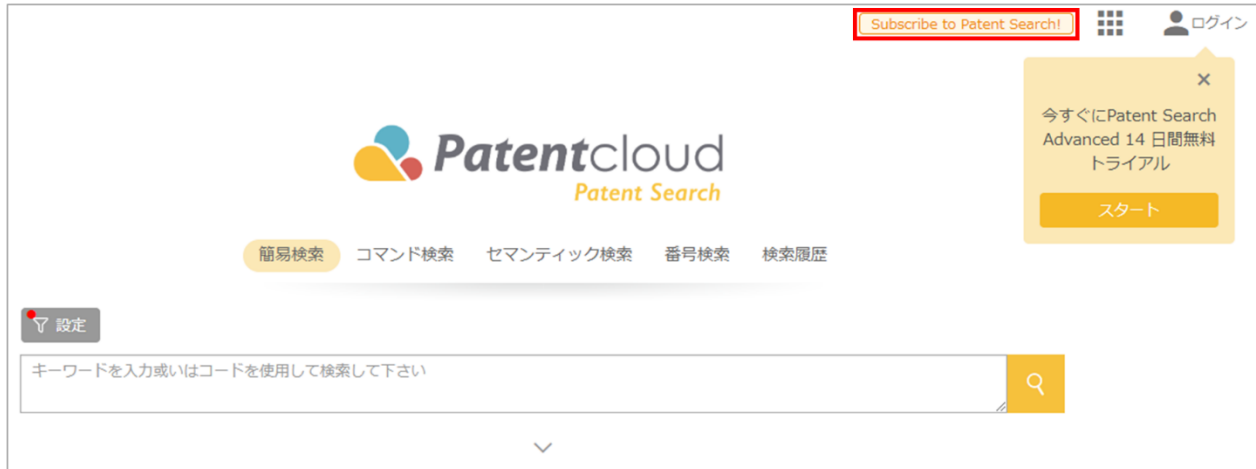 Subscribe to Patent Search!
ログイン
今すぐにPatent Search
Advanced 14 日間無料
トライアル
スタート
Patentcloud
Patent Search
簡易検索 コマンド検索 セマンティック検索 番号検索 検索履歴
設定
キーワードを入力或いはコードを使用して検索して下さい